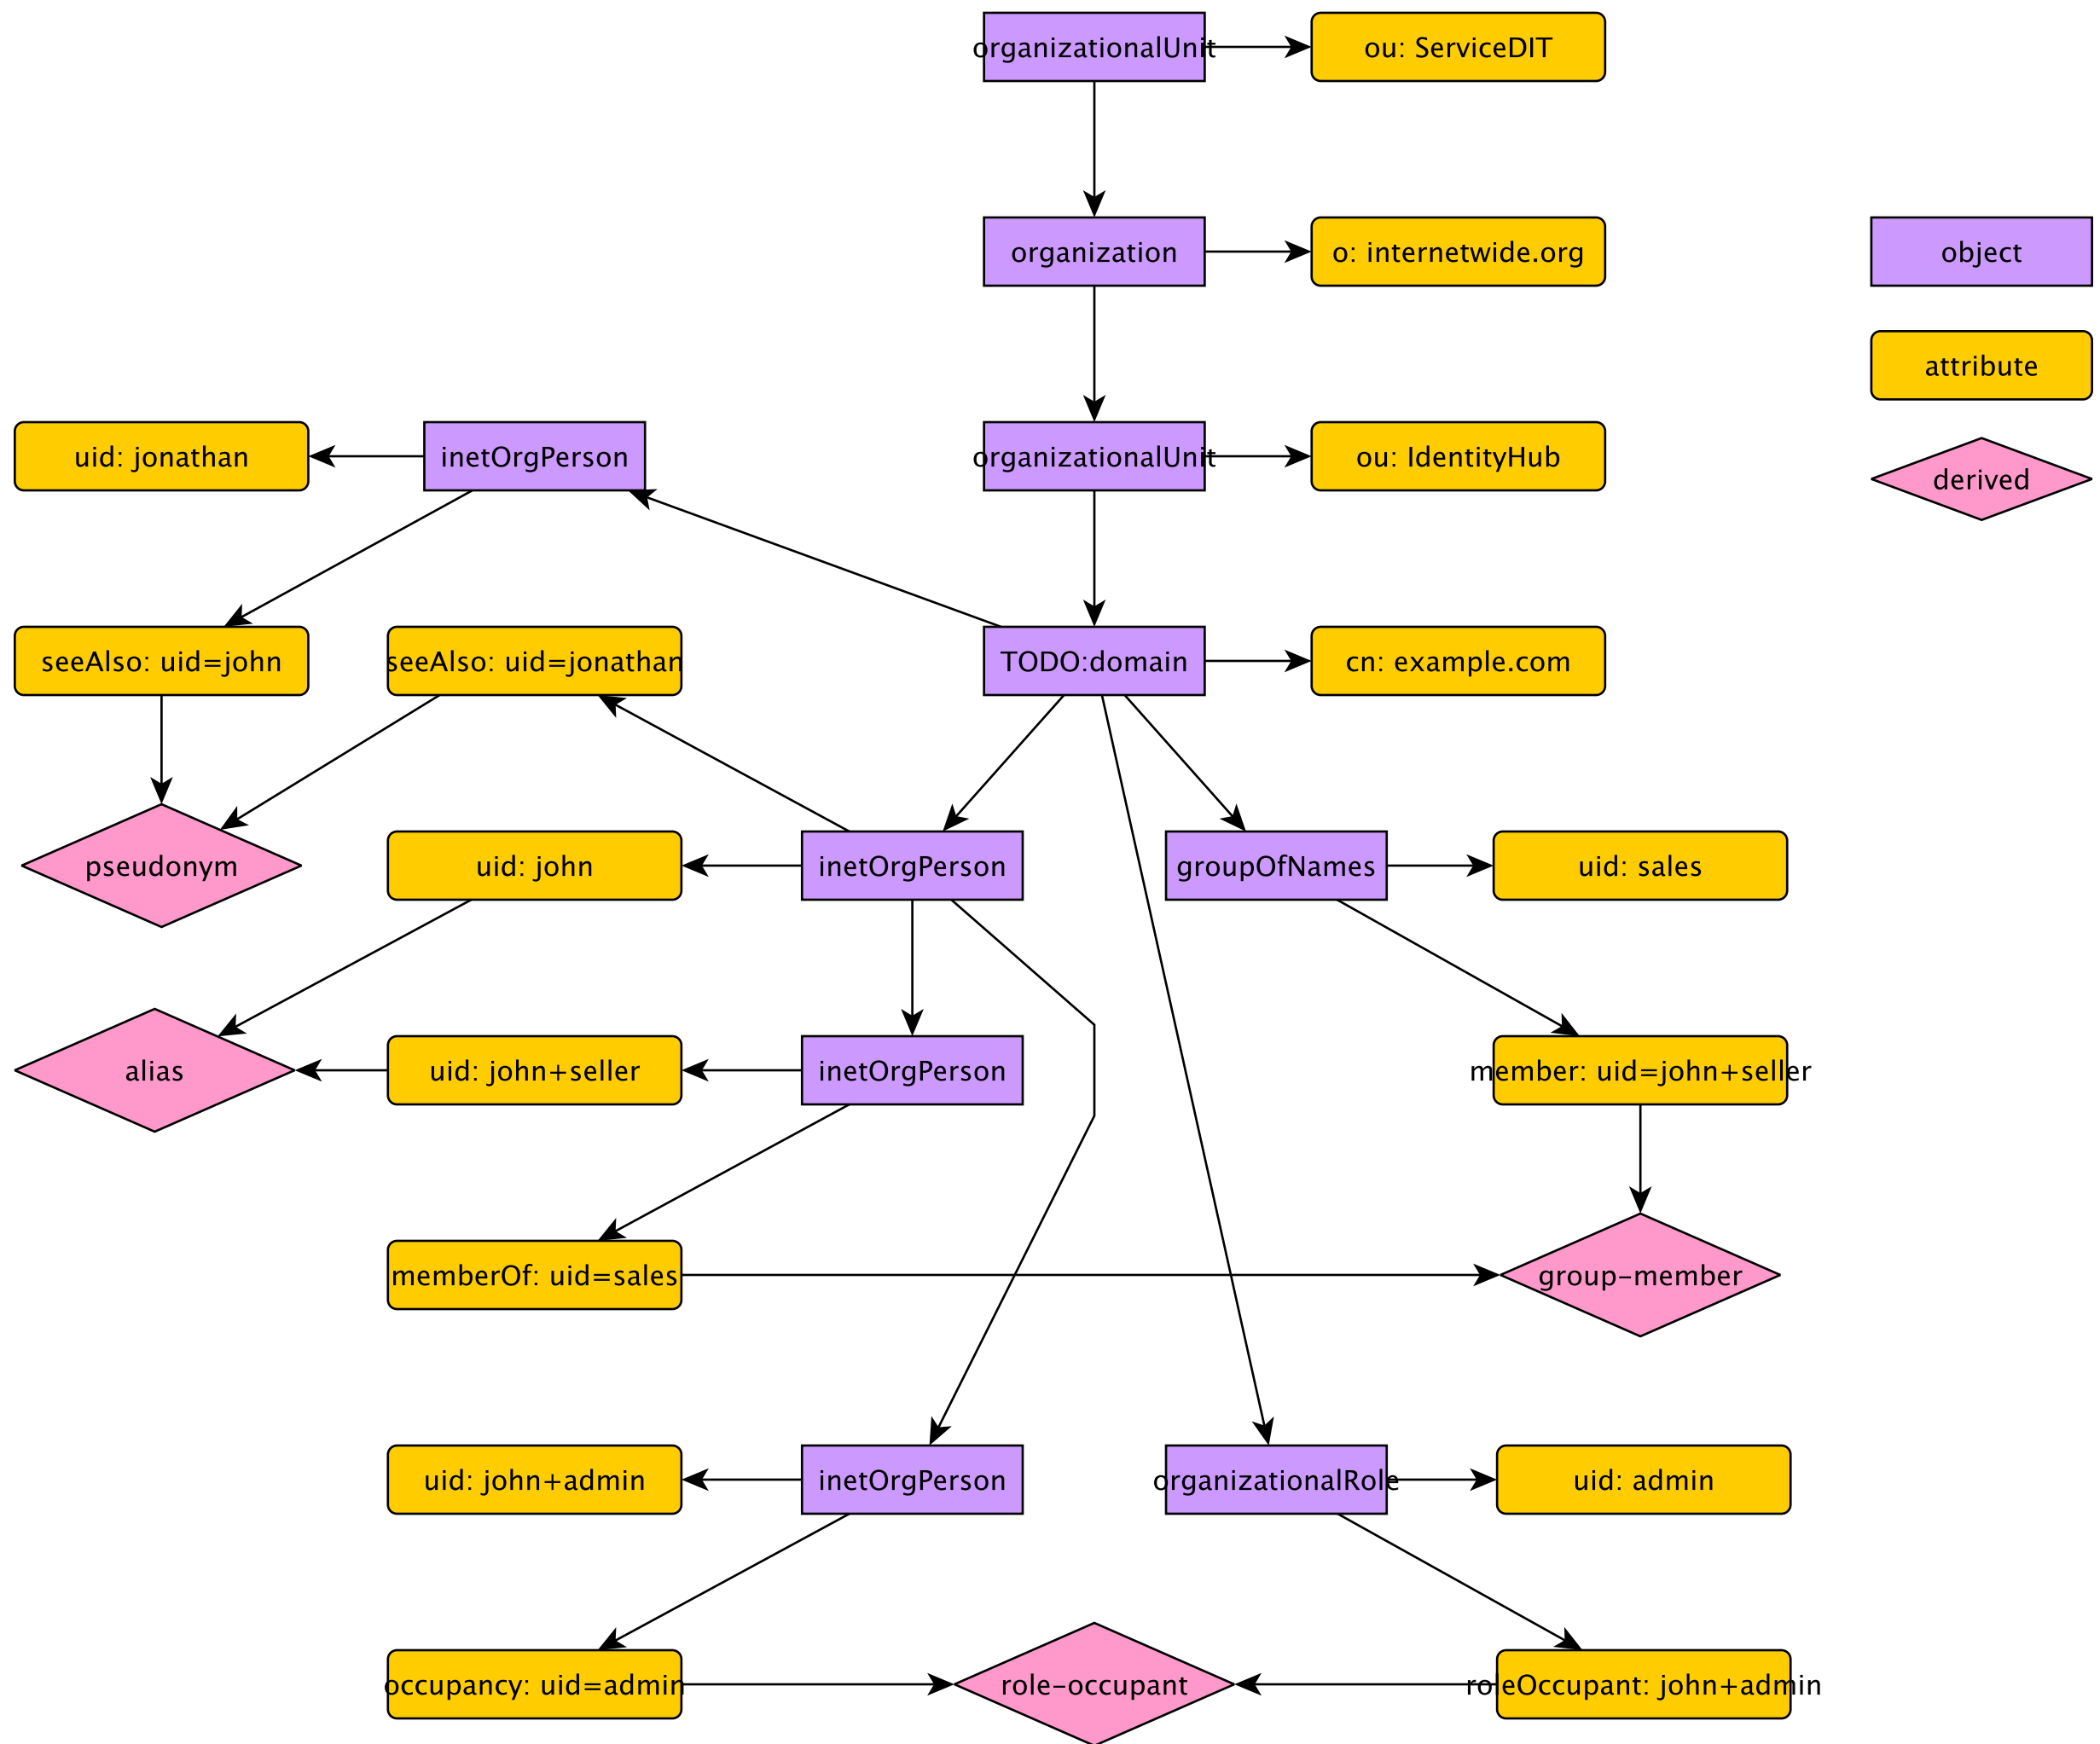 organizationalUnit
ou: ServiceDIT
organization
o: internetwide.org
object
attribute
uid: jonathan
inetOrgPerson
organizationalUnit
ou: IdentityHub
derived
seeAlso: uid=john
seeAlso: uid=jonathan
TODO:domain
cn: example.com
pseudonym
uid: john
inetOrgPerson
groupOfNames
uid: sales
alias
uid: john+seller
inetOrgPerson
member: uid=john+seller
memberOf: uid=sales
group-member
uid: john+admin
inetOrgPerson
organizationalRole
uid: admin
occupancy: uid=admin
role-occupant
roleOccupant: john+admin